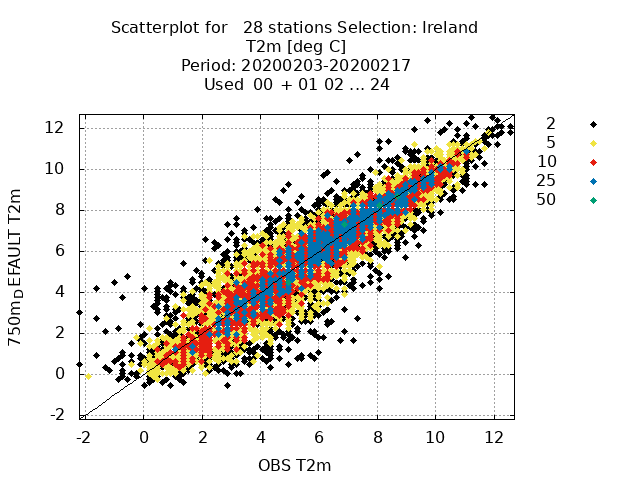 Scatterplot for 28 stations Selection: Ireland
T2m [deg C]
Period: 20200203-20200217
Used 00 + 01 02 ... 24
2
5
10
25
50
12
10
8
6
4
2
0
-2
750m_DEFAULT T2m
-2 0 2 4 6 8 10 12
OBS T2m